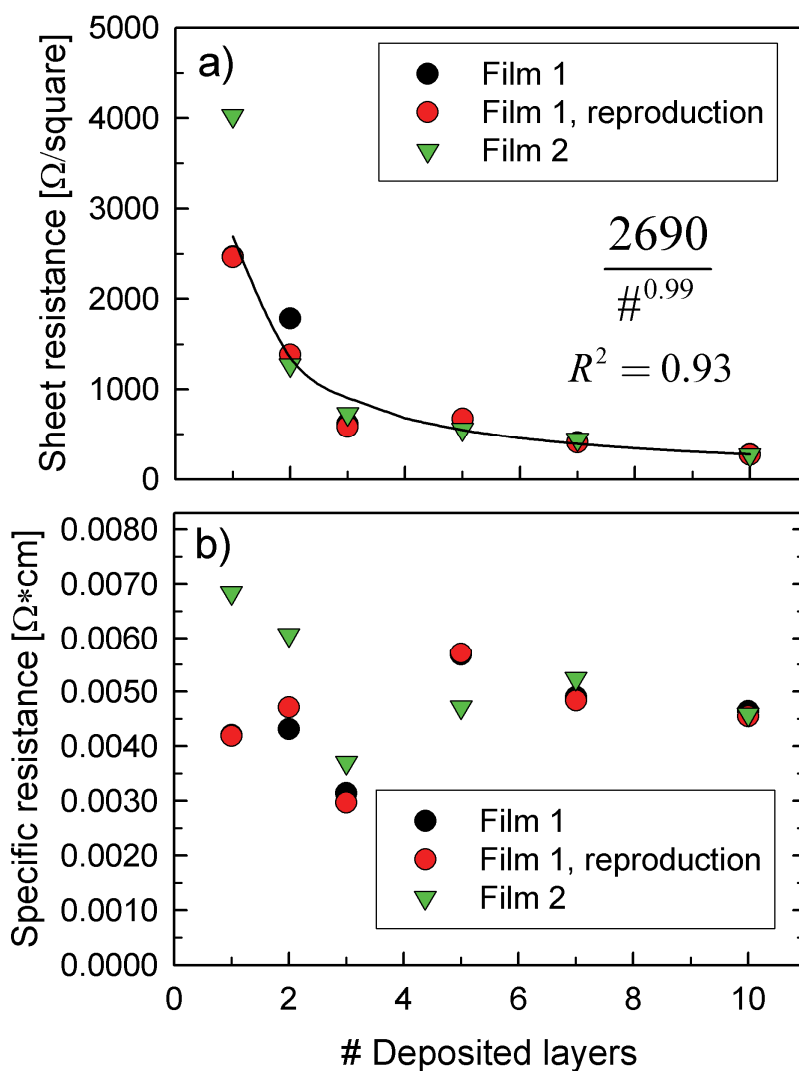 5000
4000
3000
2000
1000
0
Sheet resistance [Ω/square]
a)
Film 1
Film 1, reproduction
Film 2
2690
#^0.99
R² = 0.93
0.0080
0.0070
0.0060
0.0050
0.0040
0.0030
0.0020
0.0010
0.0000
Specific resistance [Ω*cm]
b)
Film 1
Film 1, reproduction
Film 2
0 2 4 6 8 10
# Deposited layers